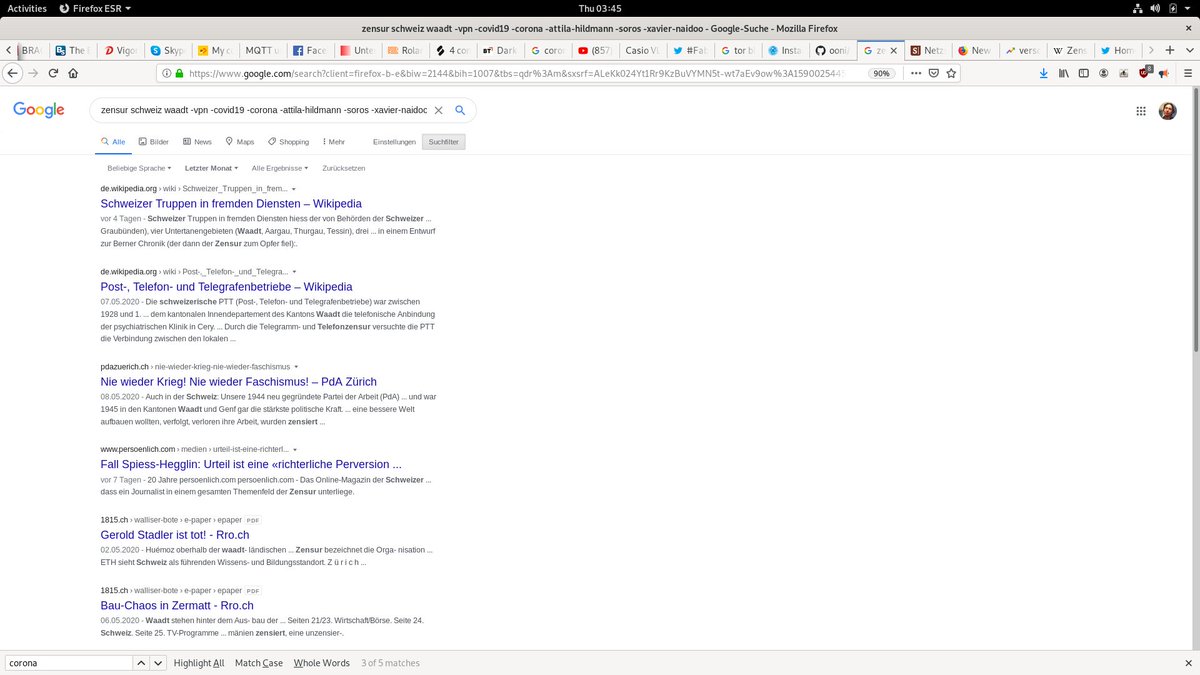 Activities Firefox ESR Thu 03:45
zensur schweiz waadt -vpn -covid19 -corona -attila-hildmann -soros -xavier-naidoo - Google-Suche - Mozilla Firefox
BRA The E Vigo Skyp My c MQTT u Face Unte Rolar 4 con Dark coro (857) Casio VL #Fab tor bl Insta ooni/ ze Netz New verse Zens Hom
https://www.google.com/search?client=firefox-b-e&biw=2144&bih=1007&tbs=qdr%3Am&sxsrf= 90%
Google zensur schweiz waadt -vpn -covid19 -corona -attila-hildmann -soros -xavier-naidoo
Alle Bilder News Maps Shopping Mehr Einstellungen Suchfilter
Beliebige Sprache Letzter Monat Alle Ergebnisse Zurücksetzen
de.wikipedia.org › wiki › Schweizer_Truppen_in_frem...
Schweizer Truppen in fremden Diensten – Wikipedia
vor 4 Tagen - Schweizer Truppen in fremden Diensten hiess der von Behörden der Schweizer ...
Graubünden), vier Untertanengebieten (Waadt, Aargau, Thurgau, Tessin), drei ... in einem Entwurf
zur Berner Chronik (der dann der Zensur zum Opfer fiel):.
de.wikipedia.org › wiki › Post-,_Telefon-_und_Telegra...
Post-, Telefon- und Telegrafenbetriebe – Wikipedia
07.05.2020 - Die schweizerische PTT (Post-, Telefon- und Telegrafenbetriebe) war zwischen
1928 und 1. ... dem kantonalen Innendepartement des Kantons Waadt die telefonische Anbindung
der psychiatrischen Klinik in Cery. ... Durch die Telegramm- und Telefonzensur versuchte die PTT
die Verbindung zwischen den lokalen ...
pdazuerich.ch › nie-wieder-krieg-nie-wieder-faschismus
Nie wieder Krieg! Nie wieder Faschismus! – PdA Zürich
08.05.2020 - Auch in der Schweiz: Unsere 1944 neu gegründete Partei der Arbeit (PdA) ... und war
1945 in den Kantonen Waadt und Genf gar die stärkste politische Kraft. ... eine bessere Welt
aufbauen wollten, verfolgt, verloren ihre Arbeit, wurden zensiert ...
www.persoenlich.com › medien › urteil-ist-eine-richterl...
Fall Spiess-Hegglin: Urteil ist eine «richterliche Perversion ...
vor 7 Tagen - 20 Jahre persoenlich.com persoenlich.com - Das Online-Magazin der Schweizer ...
dass ein Journalist in einem gesamten Themenfeld der Zensur unterliege.
1815.ch › walliser-bote › e-paper › epaper PDF
Gerold Stadler ist tot! - Rro.ch
02.05.2020 - Huémoz oberhalb der waadt- ländischen ... Zensur bezeichnet die Orga- nisation ...
ETH sieht Schweiz als führenden Wissens- und Bildungsstandort. Z ü r i c h ...
1815.ch › walliser-bote › e-paper › epaper PDF
Bau-Chaos in Zermatt - Rro.ch
06.05.2020 - Waadt stehen hinter dem Aus- bau der ... Seiten 21/23. Wirtschaft/Börse. Seite 24.
Schweiz. Seite 25. TV-Programme ... mänien zensiert, eine unzensier-.
corona Highlight All Match Case Whole Words 3 of 5 matches